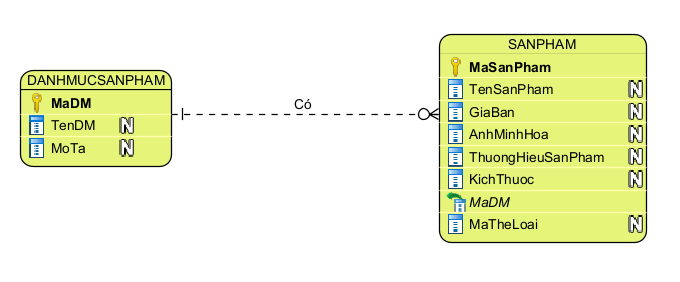 DANHMUCSANPHAM
MaDM
TenDM N
MoTa N
Có
SANPHAM
MaSanPham
TenSanPham N
GiaBan N
AnhMinhHoa N
ThuongHieuSanPham N
KichThuoc N
MaDM
MaTheLoai N